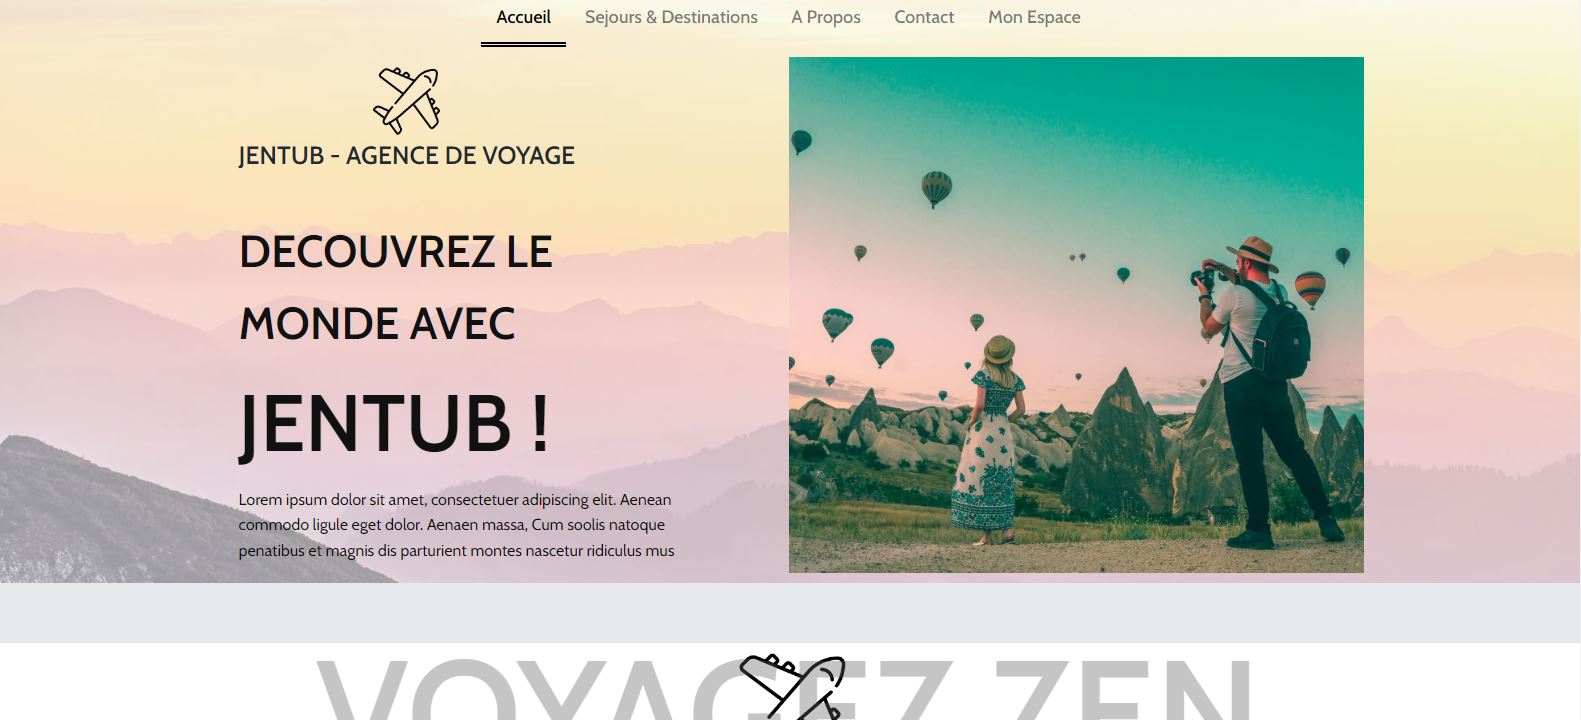 Accueil Sejours & Destinations A Propos Contact Mon Espace
JENTUB - AGENCE DE VOYAGE
DECOUVREZ LE
MONDE AVEC
JENTUB !
Lorem ipsum dolor sit amet, consectetuer adipiscing elit. Aenean
commodo ligule eget dolor. Aenaen massa, Cum soolis natoque
penatibus et magnis dis parturient montes nascetur ridiculus mus
VOYAGEZ ZEN